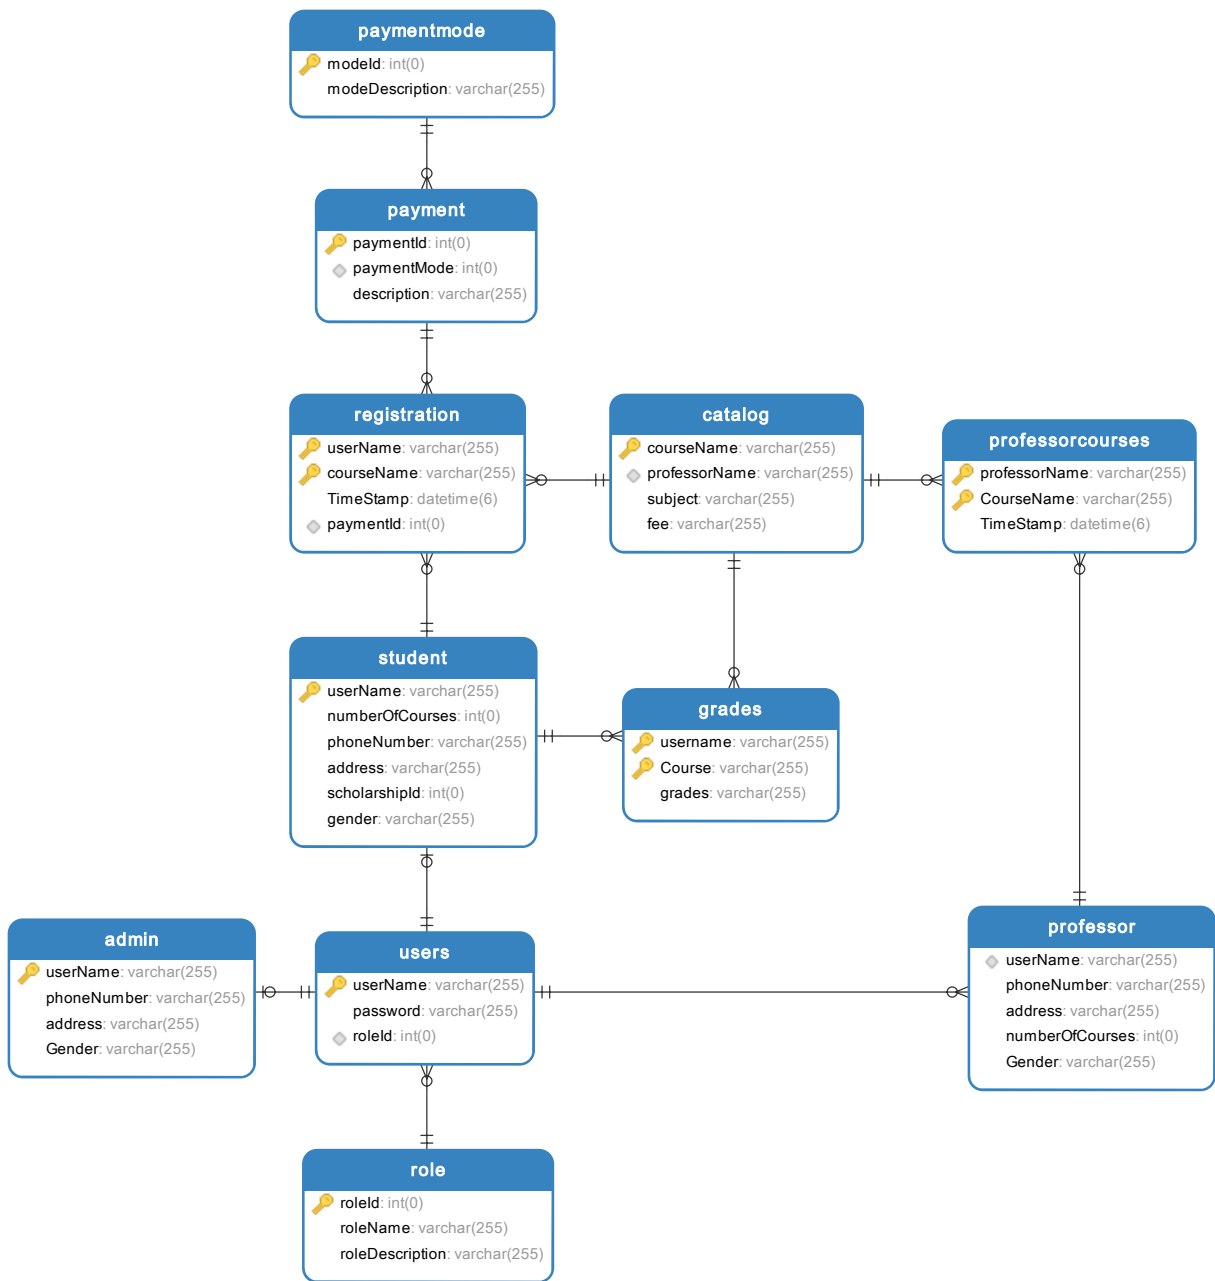 paymentmode
modeId: int(0)
modeDescription: varchar(255)
payment
paymentId: int(0)
paymentMode: int(0)
description: varchar(255)
registration
userName: varchar(255)
courseName: varchar(255)
TimeStamp: datetime(6)
paymentId: int(0)
catalog
courseName: varchar(255)
professorName: varchar(255)
subject: varchar(255)
fee: varchar(255)
professorcourses
professorName: varchar(255)
CourseName: varchar(255)
TimeStamp: datetime(6)
student
userName: varchar(255)
numberOfCourses: int(0)
phoneNumber: varchar(255)
address: varchar(255)
scholarshipId: int(0)
gender: varchar(255)
grades
username: varchar(255)
Course: varchar(255)
grades: varchar(255)
admin
userName: varchar(255)
phoneNumber: varchar(255)
address: varchar(255)
Gender: varchar(255)
users
userName: varchar(255)
password: varchar(255)
roleId: int(0)
professor
userName: varchar(255)
phoneNumber: varchar(255)
address: varchar(255)
numberOfCourses: int(0)
Gender: varchar(255)
role
roleId: int(0)
roleName: varchar(255)
roleDescription: varchar(255)